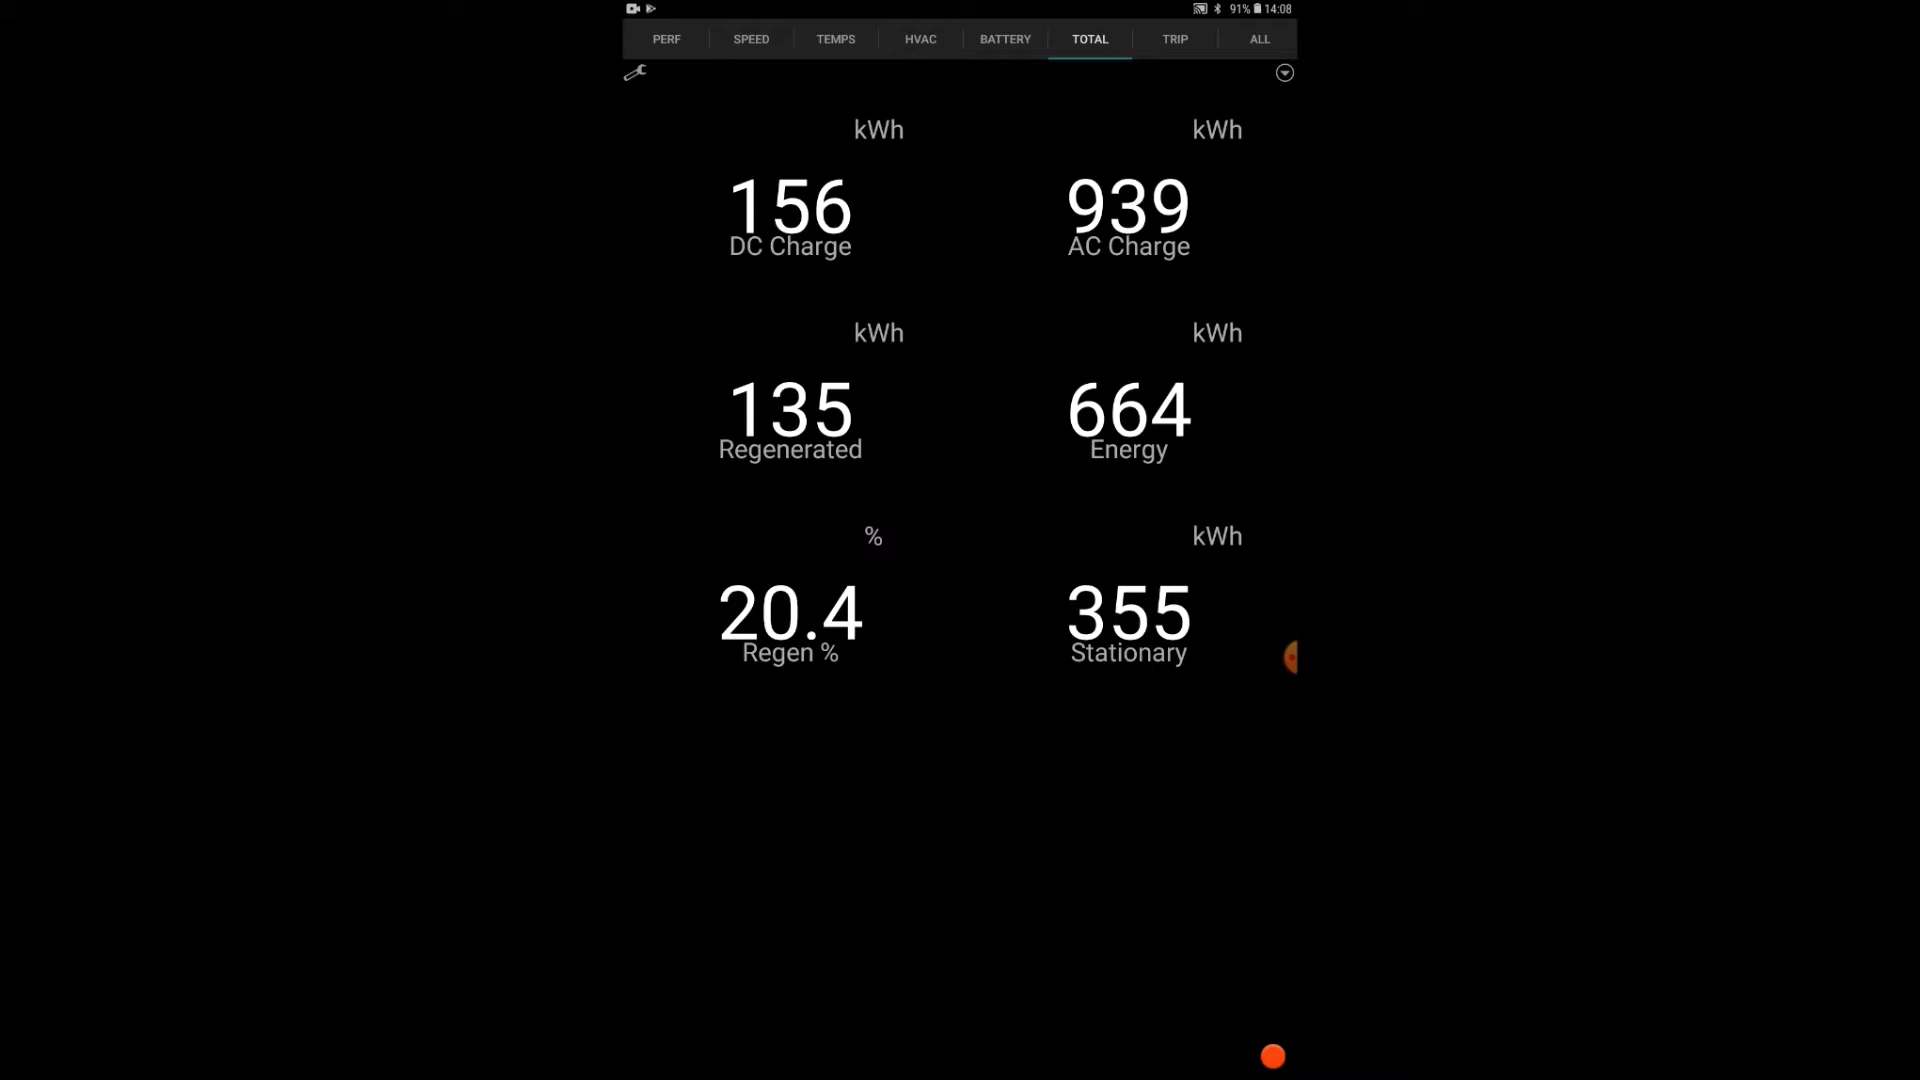 91% 14:08
PERF SPEED TEMPS HVAC BATTERY TOTAL TRIP ALL
kWh kWh
156 939
DC Charge AC Charge
kWh kWh
135 664
Regenerated Energy
% kWh
20.4 355
Regen % Stationary